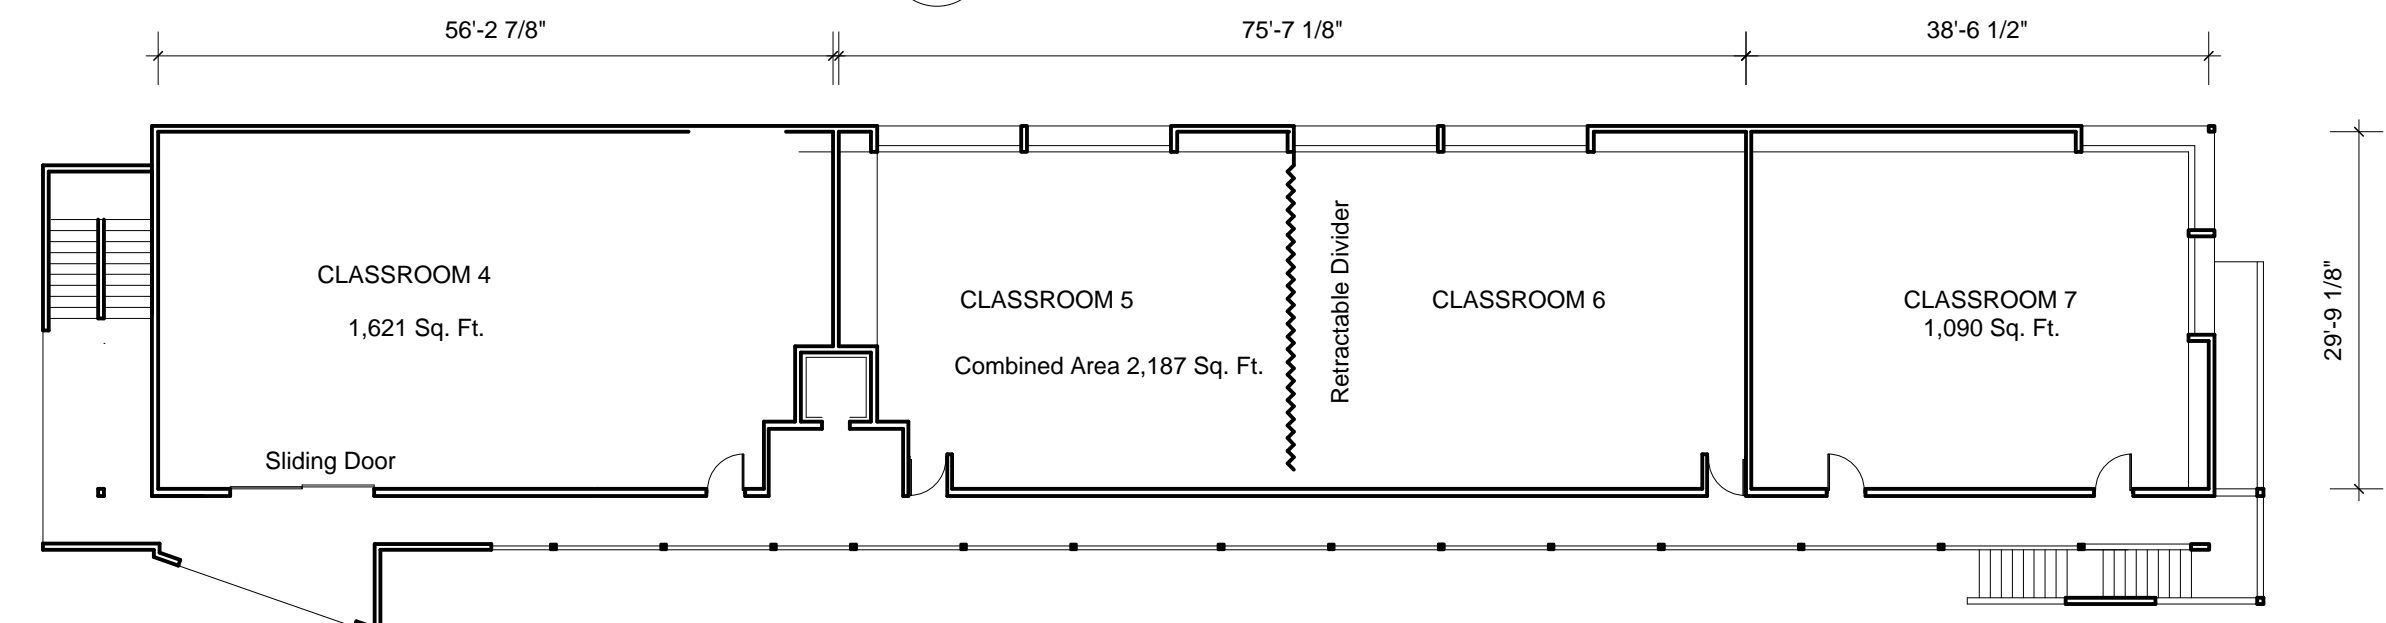 56'-2 7/8"
75'-7 1/8"
38'-6 1/2"
29'-9 1/8"
CLASSROOM 4
1,621 Sq. Ft.
Sliding Door
CLASSROOM 5
Combined Area 2,187 Sq. Ft.
Retractable Divider
CLASSROOM 6
CLASSROOM 7
1,090 Sq. Ft.